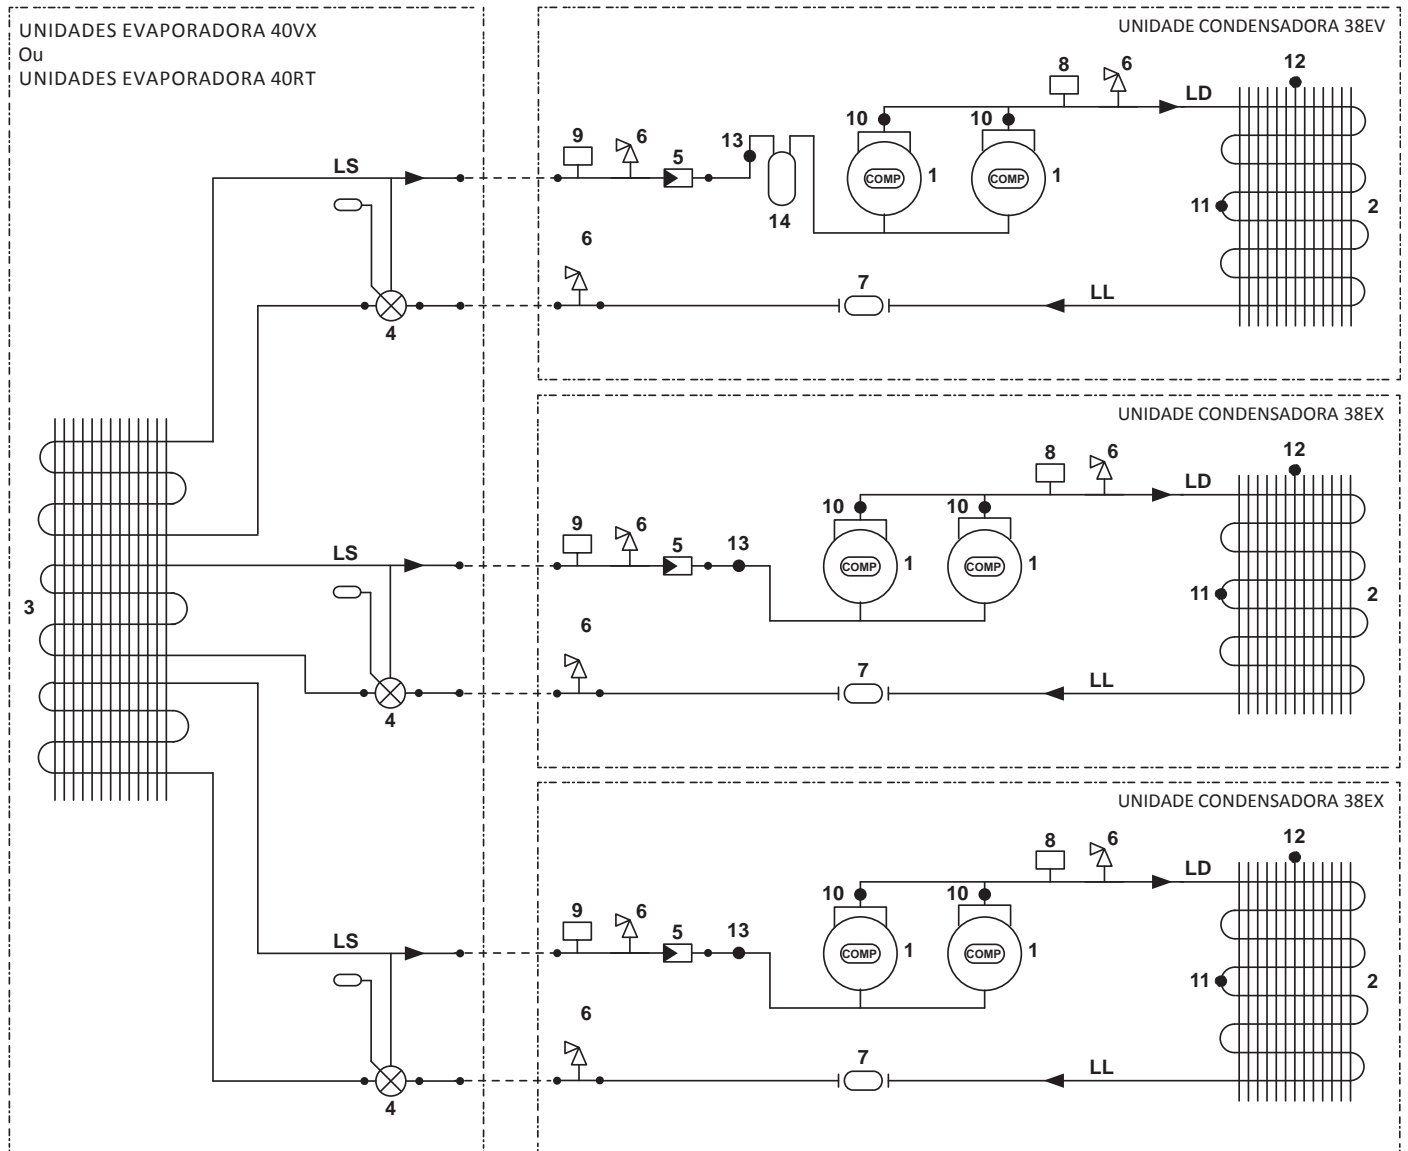 UNIDADES EVAPORADORA 40VX
Ou
UNIDADES EVAPORADORA 40RT
UNIDADE CONDENSADORA 38EV
12
8
6
LD
10
10
9
6
5
13
COMP
1
COMP
1
14
LS
11
2
6
7
LL
4
UNIDADE CONDENSADORA 38EX
12
8
6
LD
10
10
9
6
5
13
COMP
1
COMP
1
LS
11
2
3
6
7
LL
4
UNIDADE CONDENSADORA 38EX
12
8
6
LD
10
10
9
6
5
13
COMP
1
COMP
1
LS
11
2
6
7
LL
4